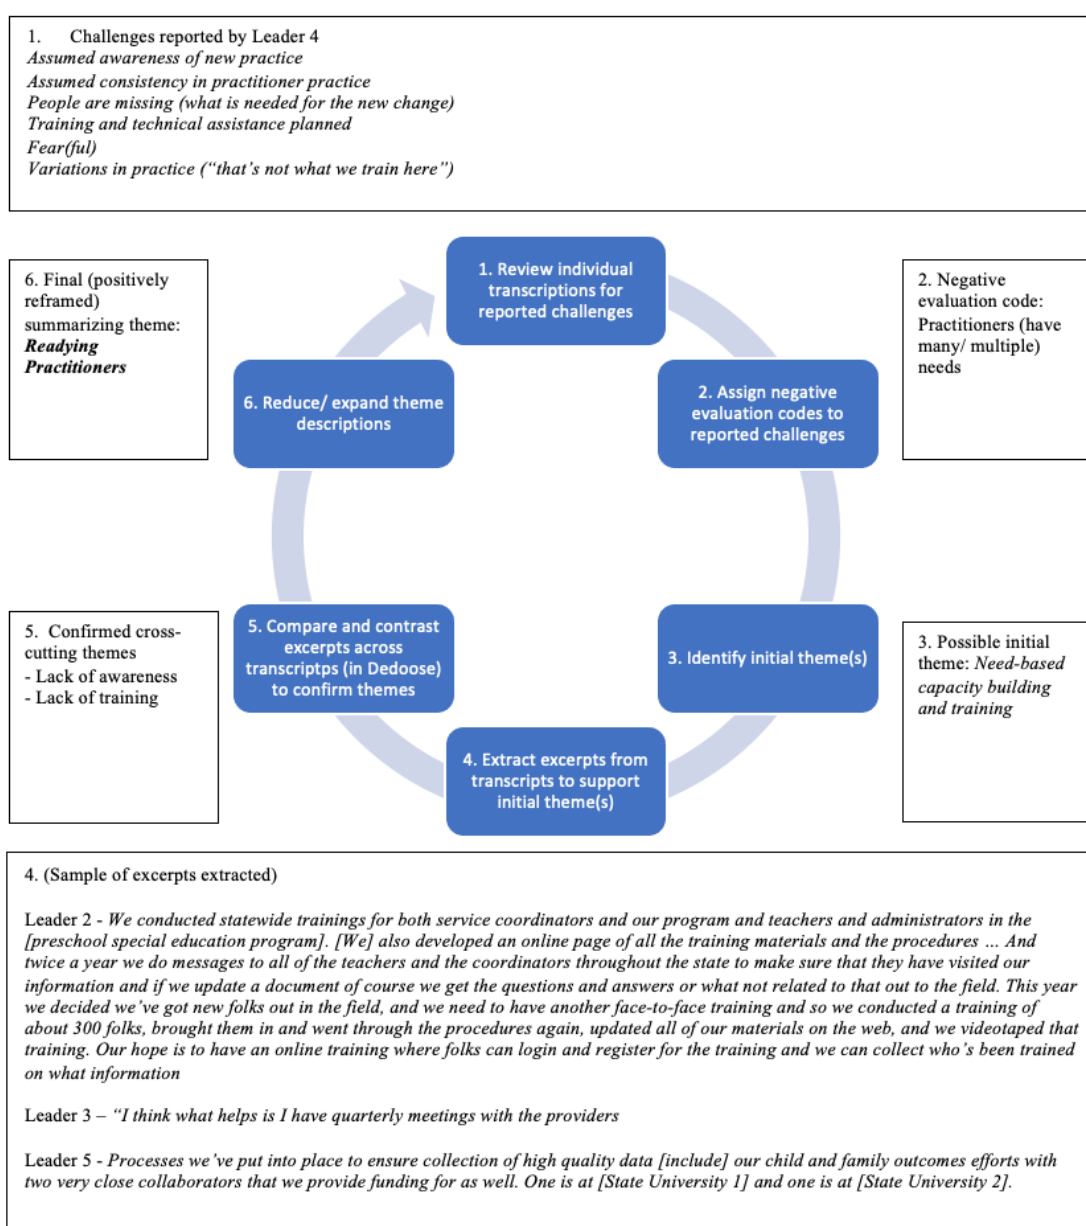 1. Challenges reported by Leader 4
Assumed awareness of new practice
Assumed consistency in practitioner practice
People are missing (what is needed for the new change)
Training and technical assistance planned
Fear(ful)
Variations in practice (“that’s not what we train here”)
1. Review individual
transcriptions for
reported challenges
6. Final (positively
reframed)
summarizing theme:
Readying
Practitioners
2. Negative
evaluation code:
Practitioners (have
many/ multiple)
needs
6. Reduce/ expand theme
descriptions
2. Assign negative
evaluation codes to
reported challenges
5. Confirmed cross-
cutting themes
- Lack of awareness
- Lack of training
5. Compare and contrast
excerpts across
transcriptps (in Dedoose)
to confirm themes
3. Identify initial theme(s)
3. Possible initial
theme: Need-based
capacity building
and training
4. Extract excerpts from
transcripts to support
initial theme(s)
4. (Sample of excerpts extracted)
Leader 2 - We conducted statewide trainings for both service coordinators and our program and teachers and administrators in the
[preschool special education program]. [We] also developed an online page of all the training materials and the procedures … And
twice a year we do messages to all of the teachers and the coordinators throughout the state to make sure that they have visited our
information and if we update a document of course we get the questions and answers or what not related to that out to the field. This year
we decided we’ve got new folks out in the field, and we need to have another face-to-face training and so we conducted a training of
about 300 folks, brought them in and went through the procedures again, updated all of our materials on the web, and we videotaped that
training. Our hope is to have an online training where folks can login and register for the training and we can collect who’s been trained
on what information
Leader 3 – “I think what helps is I have quarterly meetings with the providers
Leader 5 - Processes we’ve put into place to ensure collection of high quality data [include] our child and family outcomes efforts with
two very close collaborators that we provide funding for as well. One is at [State University 1] and one is at [State University 2].